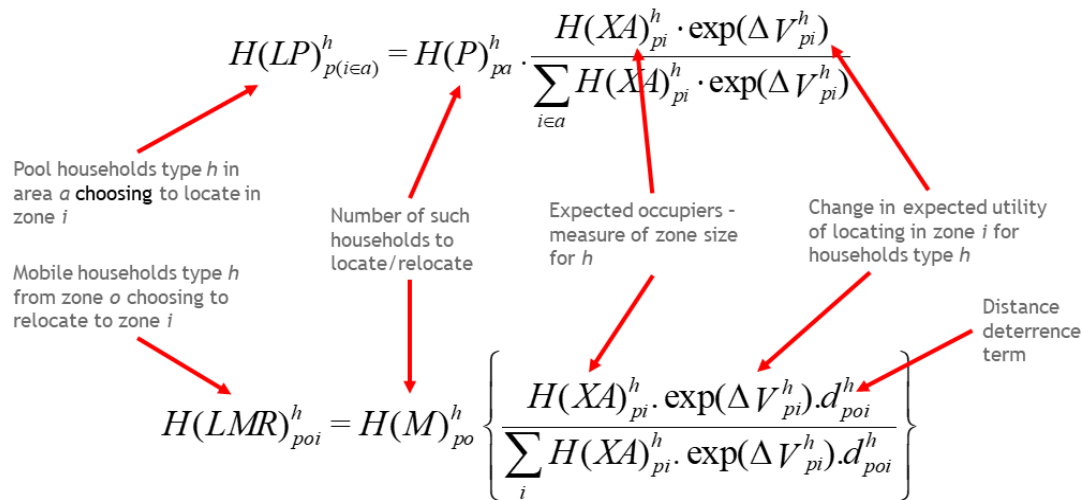 H(LP)^h_{p(i∈a)} = H(P)^h_{pa} · \frac{H(XA)^h_{pi} · exp(ΔV^h_{pi})}{\sum_{i∈a} H(XA)^h_{pi} · exp(ΔV^h_{pi})}
Pool households type h in
area a choosing to locate in
zone i
Number of such
households to
locate/relocate
Expected occupiers -
measure of zone size
for h
Change in expected utility
of locating in zone i for
households type h
Mobile households type h
from zone o choosing to
relocate to zone i
Distance
deterrence
term
H(LMR)^h_{poi} = H(M)^h_{po} \{ \frac{H(XA)^h_{pi}. exp(ΔV^h_{pi}).d^h_{poi}}{\sum_i H(XA)^h_{pi}. exp(ΔV^h_{pi}).d^h_{poi}} \}